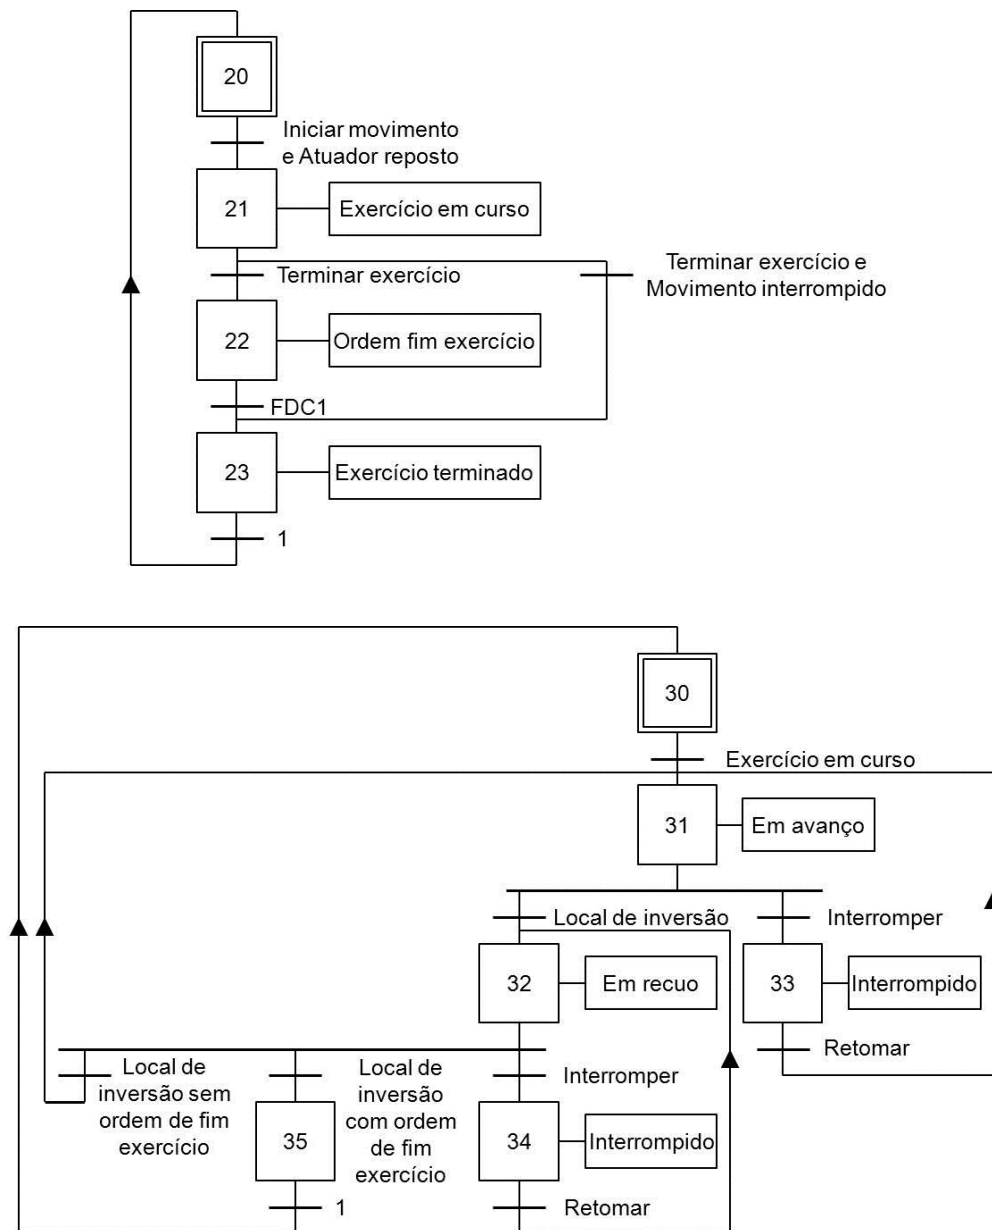 20
Iniciar movimento
e Atuador reposto
21
Exercício em curso
Terminar exercício
Terminar exercício e
Movimento interrompido
22
Ordem fim exercício
FDC1
23
Exercício terminado
1
30
Exercício em curso
31
Em avanço
Local de inversão
Interromper
32
Em recuo
33
Interrompido
Retomar
Local de
inversão sem
ordem de fim
exercício
Local de
inversão
com ordem
de fim
exercício
Interromper
35
34
Interrompido
1
Retomar